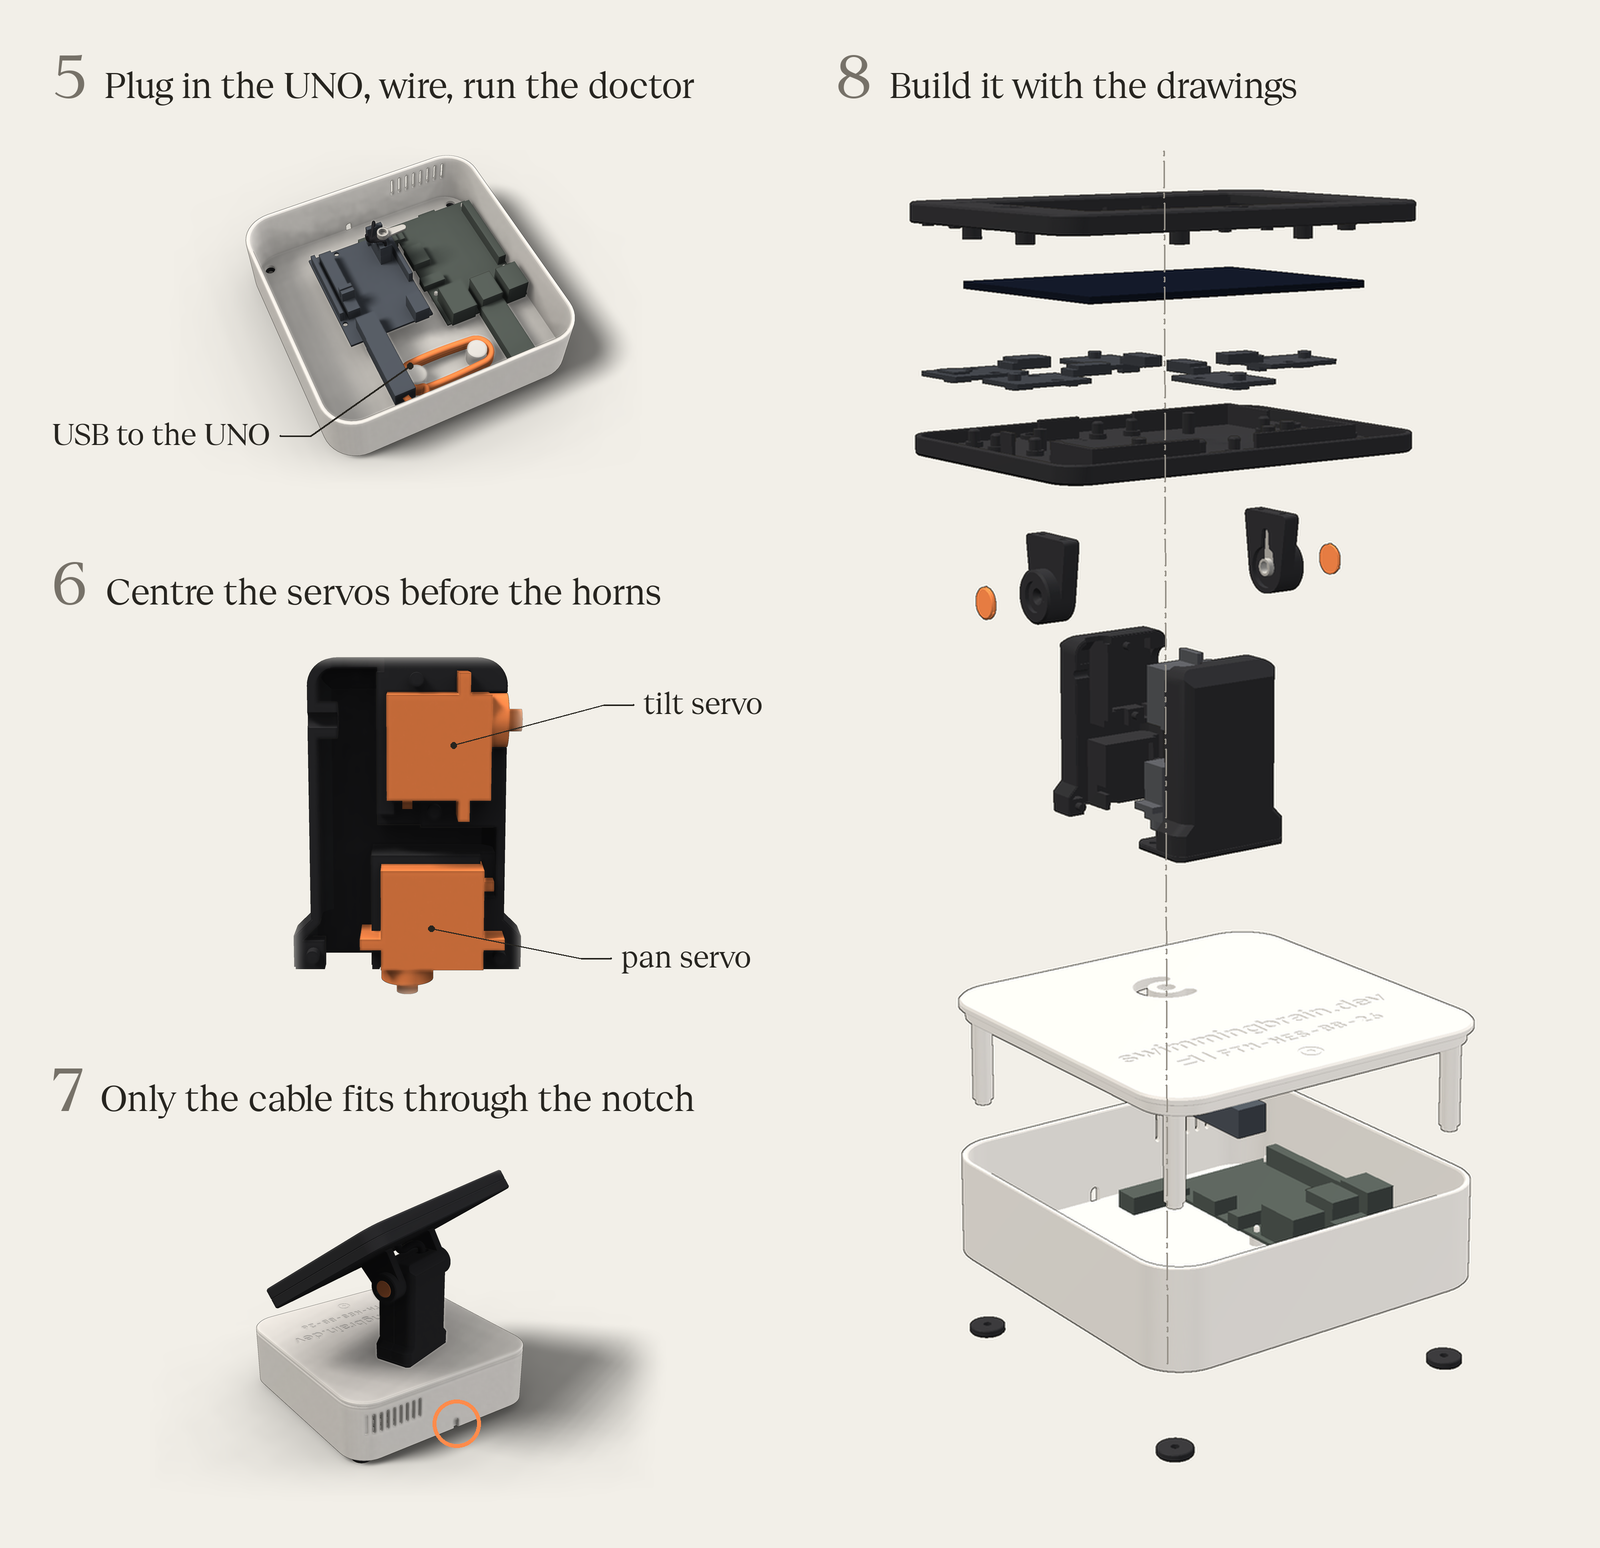 5 Plug in the UNO, wire, run the doctor
USB to the UNO
6 Centre the servos before the horns
tilt servo
pan servo
7 Only the cable fits through the notch
8 Build it with the drawings
swimmingbrain.dev